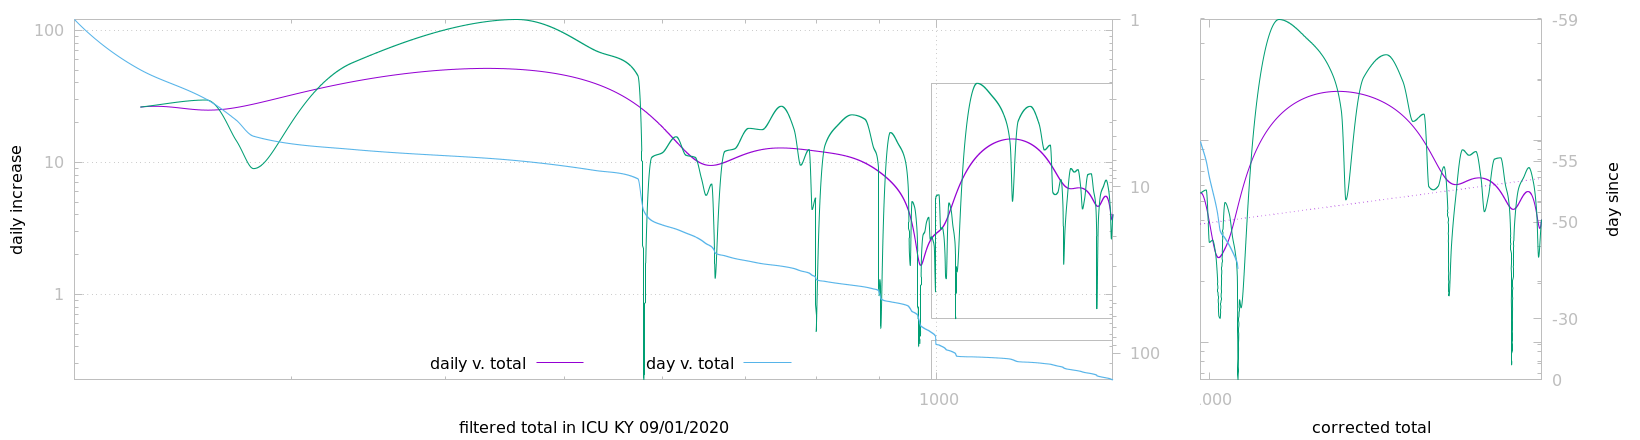 100
10
1
daily increase
daily v. total
day v. total
1000
filtered total in ICU KY 09/01/2020
1
10
100
-59
-55
-50
-30
0
day since
.000
corrected total